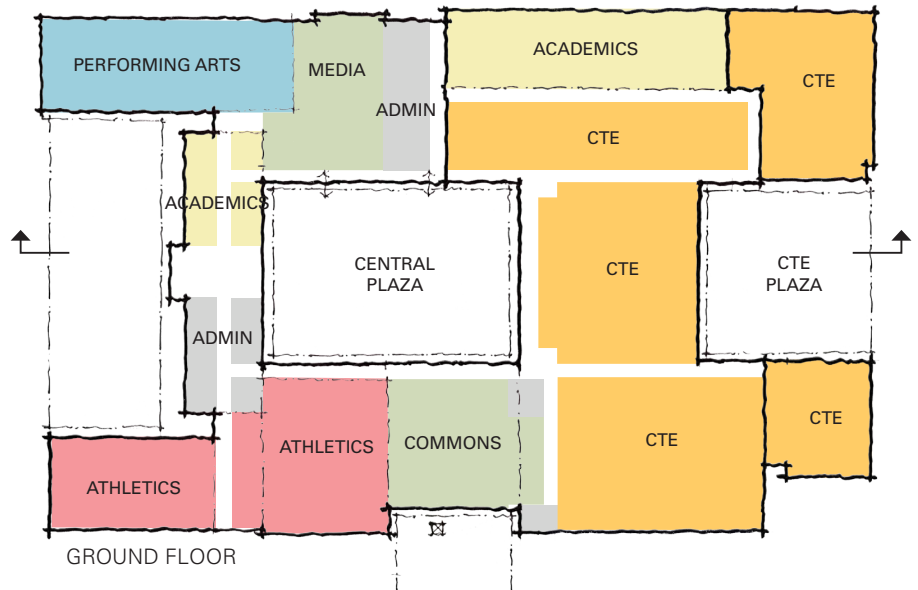 PERFORMING ARTS
MEDIA
ADMIN
ACADEMICS
CTE
CTE
ACADEMICS
CENTRAL
PLAZA
CTE
CTE
PLAZA
ADMIN
ATHLETICS
ATHLETICS
COMMONS
CTE
CTE
GROUND FLOOR